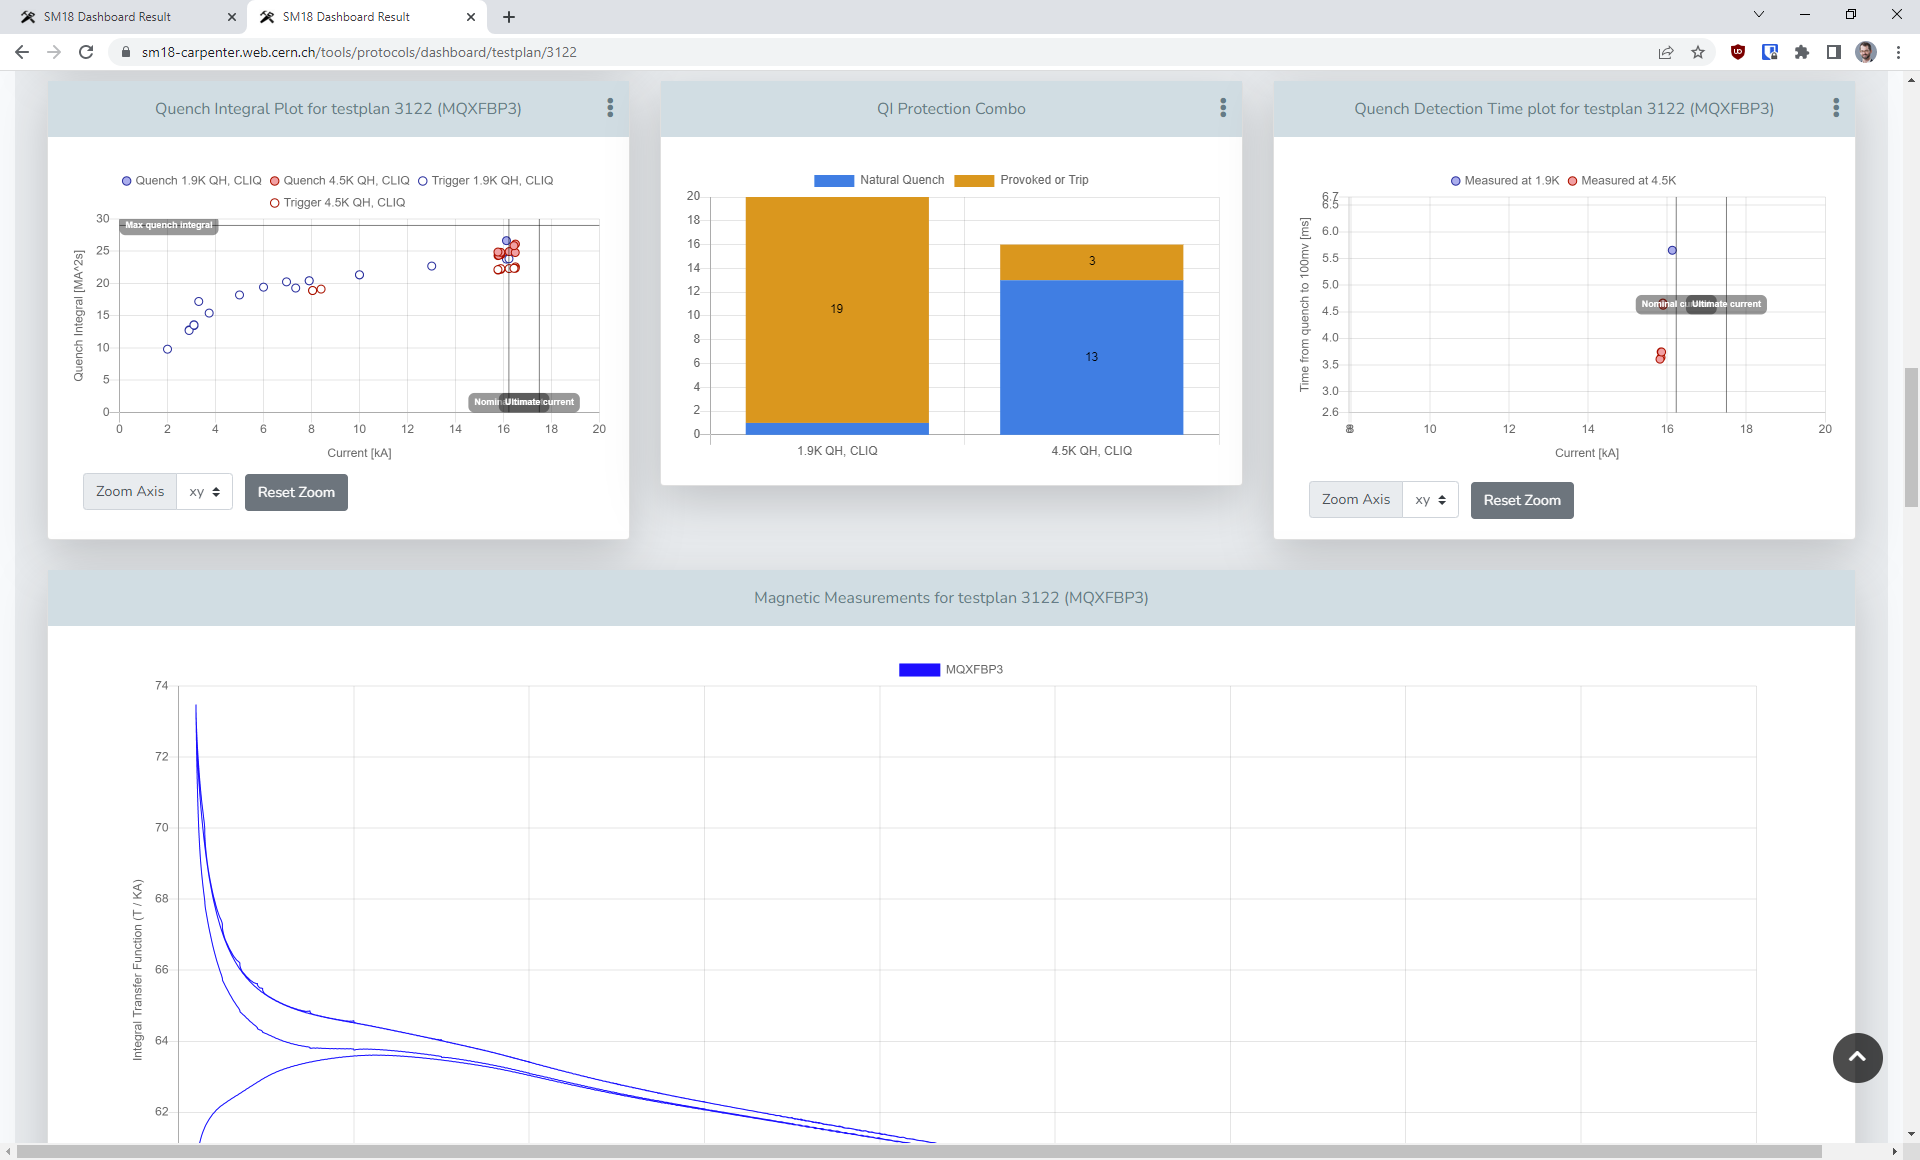 SM18 Dashboard Result
SM18 Dashboard Result
sm18-carpenter.web.cern.ch/tools/protocols/dashboard/testplan/3122
Quench Integral Plot for testplan 3122 (MQXFBP3)
Quench 1.9K QH, CLIQ
Quench 4.5K QH, CLIQ
Trigger 1.9K QH, CLIQ
Trigger 4.5K QH, CLIQ
Quench Integral [MA^2s]
30
25
20
15
10
5
0
Max quench integral
Ultimate current
0 2 4 6 8 10 12 14 16 18 20
Current [kA]
Zoom Axis
xy
Reset Zoom
QI Protection Combo
Natural Quench
Provoked or Trip
20
18
16
14
12
10
8
6
4
2
0
19
3
13
1.9K QH, CLIQ
4.5K QH, CLIQ
Quench Detection Time plot for testplan 3122 (MQXFBP3)
Measured at 1.9K
Measured at 4.5K
Time from quench to 100mv [ms]
6.7
6.5
6.0
5.5
5.0
4.5
4.0
3.5
3.0
2.6
Nominal cu
Ultimate current
10 12 14 16 18 20
Current [kA]
Zoom Axis
xy
Reset Zoom
Magnetic Measurements for testplan 3122 (MQXFBP3)
MQXFBP3
Integral Transfer Function (T / KA)
74
72
70
68
66
64
62